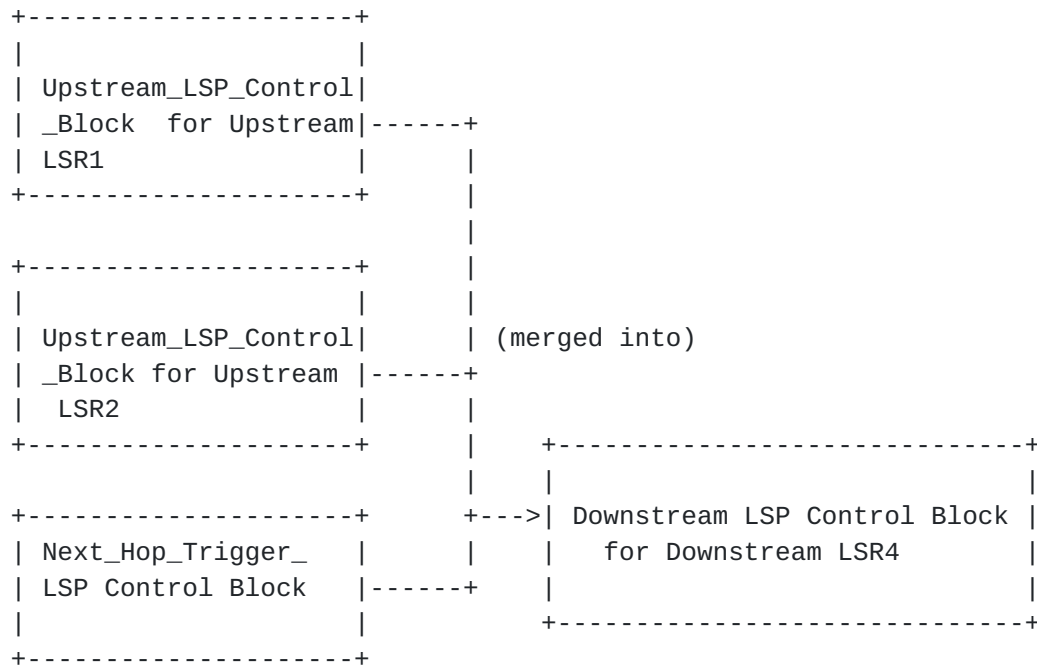 Upstream_LSP_Control
_Block for Upstream
LSR1
Upstream_LSP_Control
(merged into)
_Block for Upstream
LSR2
Downstream LSP Control Block
Next_Hop_Trigger_
for Downstream LSR4
LSP Control Block